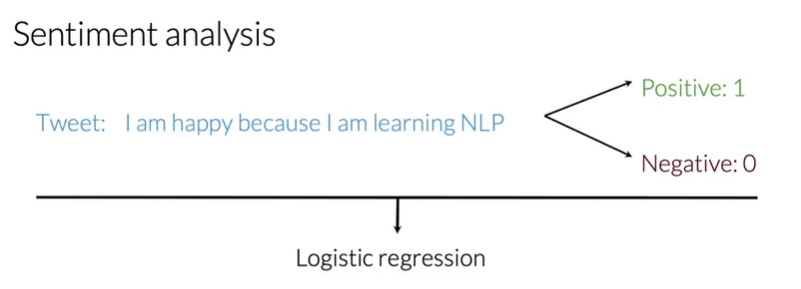 Sentiment analysis
Positive: 1
Tweet: I am happy because I am learning NLP
Negative: 0
Logistic regression